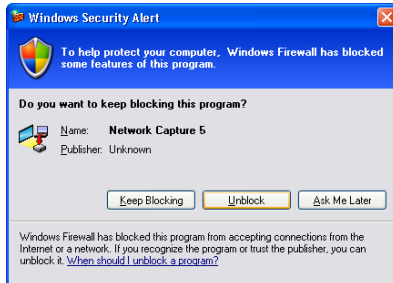 Windows Security Alert
To help protect your computer, Windows Firewall has blocked
some features of this program.
Do you want to keep blocking this program?
Name: Network Capture 5
Publisher: Unknown
Keep Blocking Unblock Ask Me Later
Windows Firewall has blocked this program from accepting connections from the
Internet or a network. If you recognize the program or trust the publisher, you can
unblock it. When should I unblock a program?